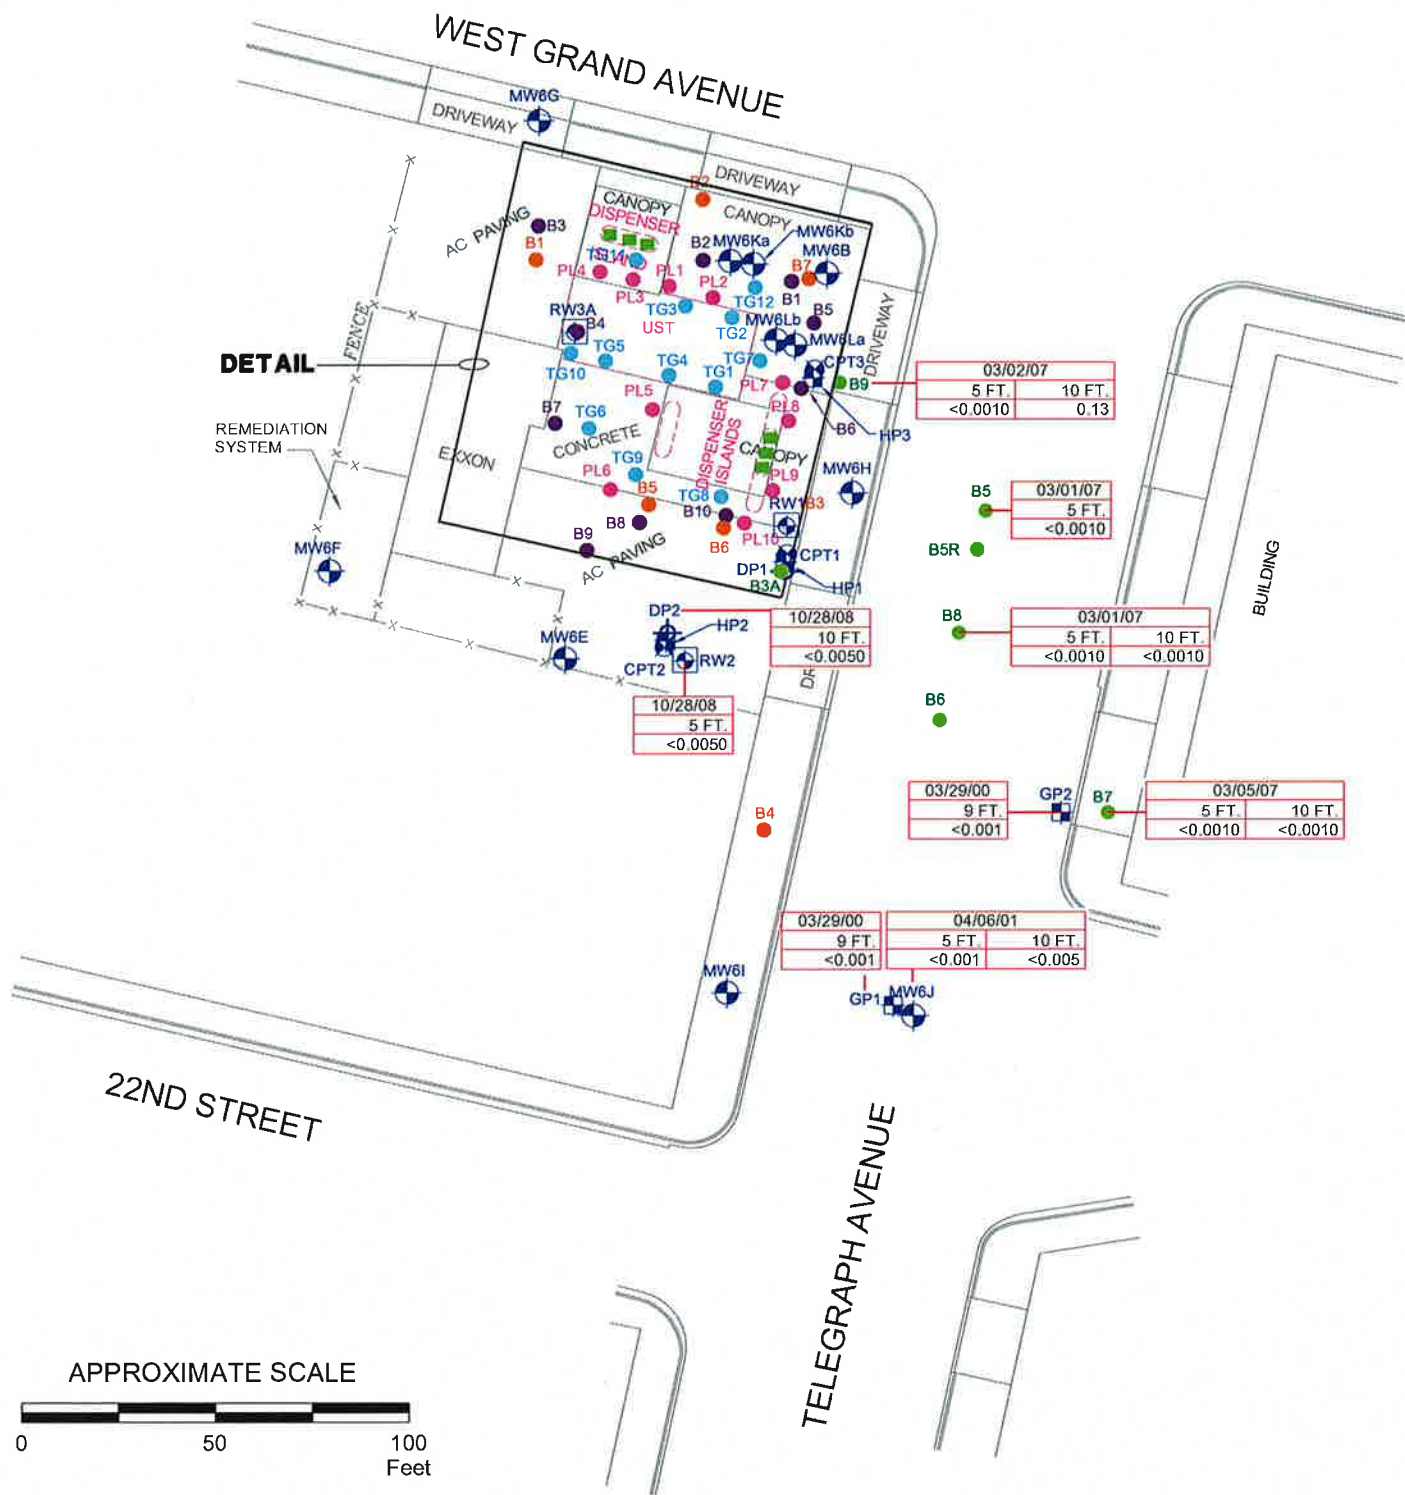 WEST GRAND AVENUE
MW6G
DRIVEWAY
DRIVEWAY
B2
CANOPY
CANOPY
DISPENSER
ISLAND
AC PAVING
B3
B1
TG11
PL4
PL3
PL1
B2
MW6Ka
MW6Kb
MW6B
B7
PL2
TG12
B1
B5
TG3
UST
TG2
MW6Lb
MW6La
RW3A
B4
CPT3
DRIVEWAY
FENCE
DETAIL
TG10
TG5
TG4
TG1
TG7
PL7
B9
03/02/07
5 FT. 10 FT.
<0.0010 0.13
PL5
PL8
B6
HP3
B7
TG6
CONCRETE
DISPENSER
ISLANDS
CANOPY
REMEDIATION
SYSTEM
EXXON
MW6H
PL6
TG9
PL9
B5
TG8
RW1
B3
B10
B8
B6
PL10
B9
AC PAVING
CPT1
DP1
HP1
B3A
B5
03/01/07
5 FT.
<0.0010
B5R
BUILDING
MW6F
DP2
HP2
10/28/08
10 FT.
<0.0050
MW6E
CPT2
RW2
10/28/08
5 FT.
<0.0050
B8
03/01/07
5 FT. 10 FT.
<0.0010 <0.0010
B6
03/29/00
9 FT.
<0.001
GP2
B7
03/05/07
5 FT. 10 FT.
<0.0010 <0.0010
B4
03/29/00
9 FT.
<0.001
04/06/01
5 FT. 10 FT.
<0.001 <0.005
MW6I
GP1
MW6J
22ND STREET
TELEGRAPH AVENUE
APPROXIMATE SCALE
0 50 100
Feet